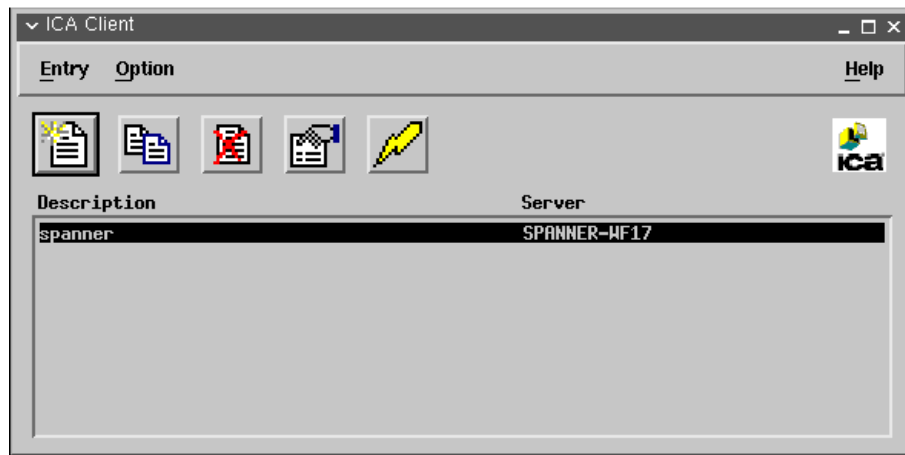 ICA Client
Entry Option Help
ica
Description Server
spanner SPANNER-WF17